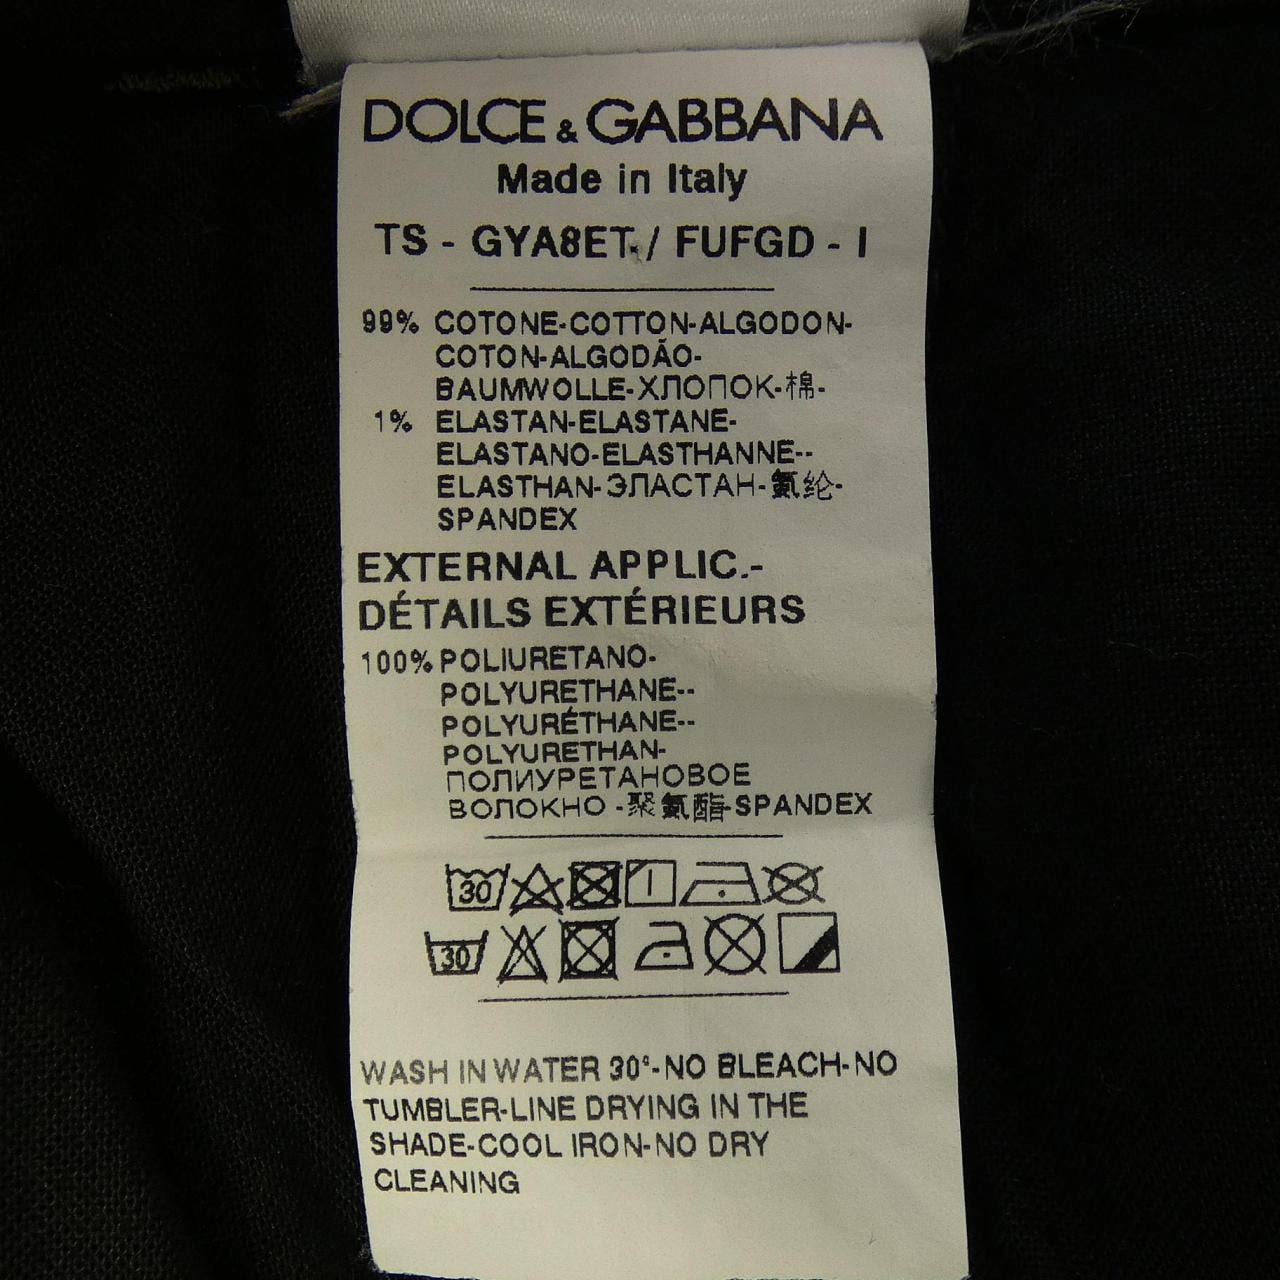 DOLCE & GABBANA
Made in Italy
TS - GYA8ET. / FUFGD - I
99% COTONE-COTTON-ALGODON-
COTON-ALGODÃO-
BAUMWOLLE-ХЛОПОК-棉-
1% ELASTAN-ELASTANE-
ELASTANO-ELASTHANNE--
ELASTHAN-ЭЛАСТАН-氨纶-
SPANDEX
EXTERNAL APPLIC.-
DÉTAILS EXTÉRIEURS
100% POLIURETANO-
POLYURETHANE--
POLYURÉTHANE--
POLYURETHAN-
ПОЛИУРЕТАНОВОЕ
ВОЛОКНО -聚氨酯-SPANDEX
30
30
WASH IN WATER 30°-NO BLEACH-NO
TUMBLER-LINE DRYING IN THE
SHADE-COOL IRON-NO DRY
CLEANING